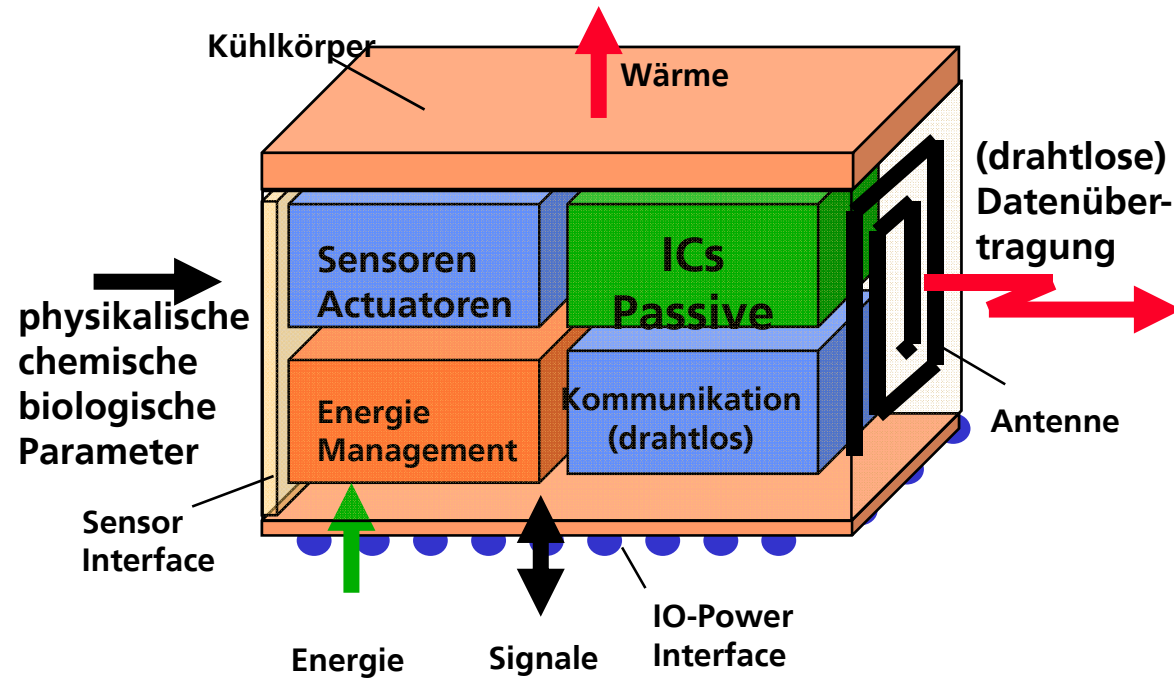 Kühlkörper
Wärme
(drahtlose)
Datenüber-
tragung
Sensoren
Actuatoren
ICs
Passive
physikalische
chemische
biologische
Parameter
Energie
Management
Kommunikation
(drahtlos)
Antenne
Sensor
Interface
IO-Power
Interface
Energie
Signale